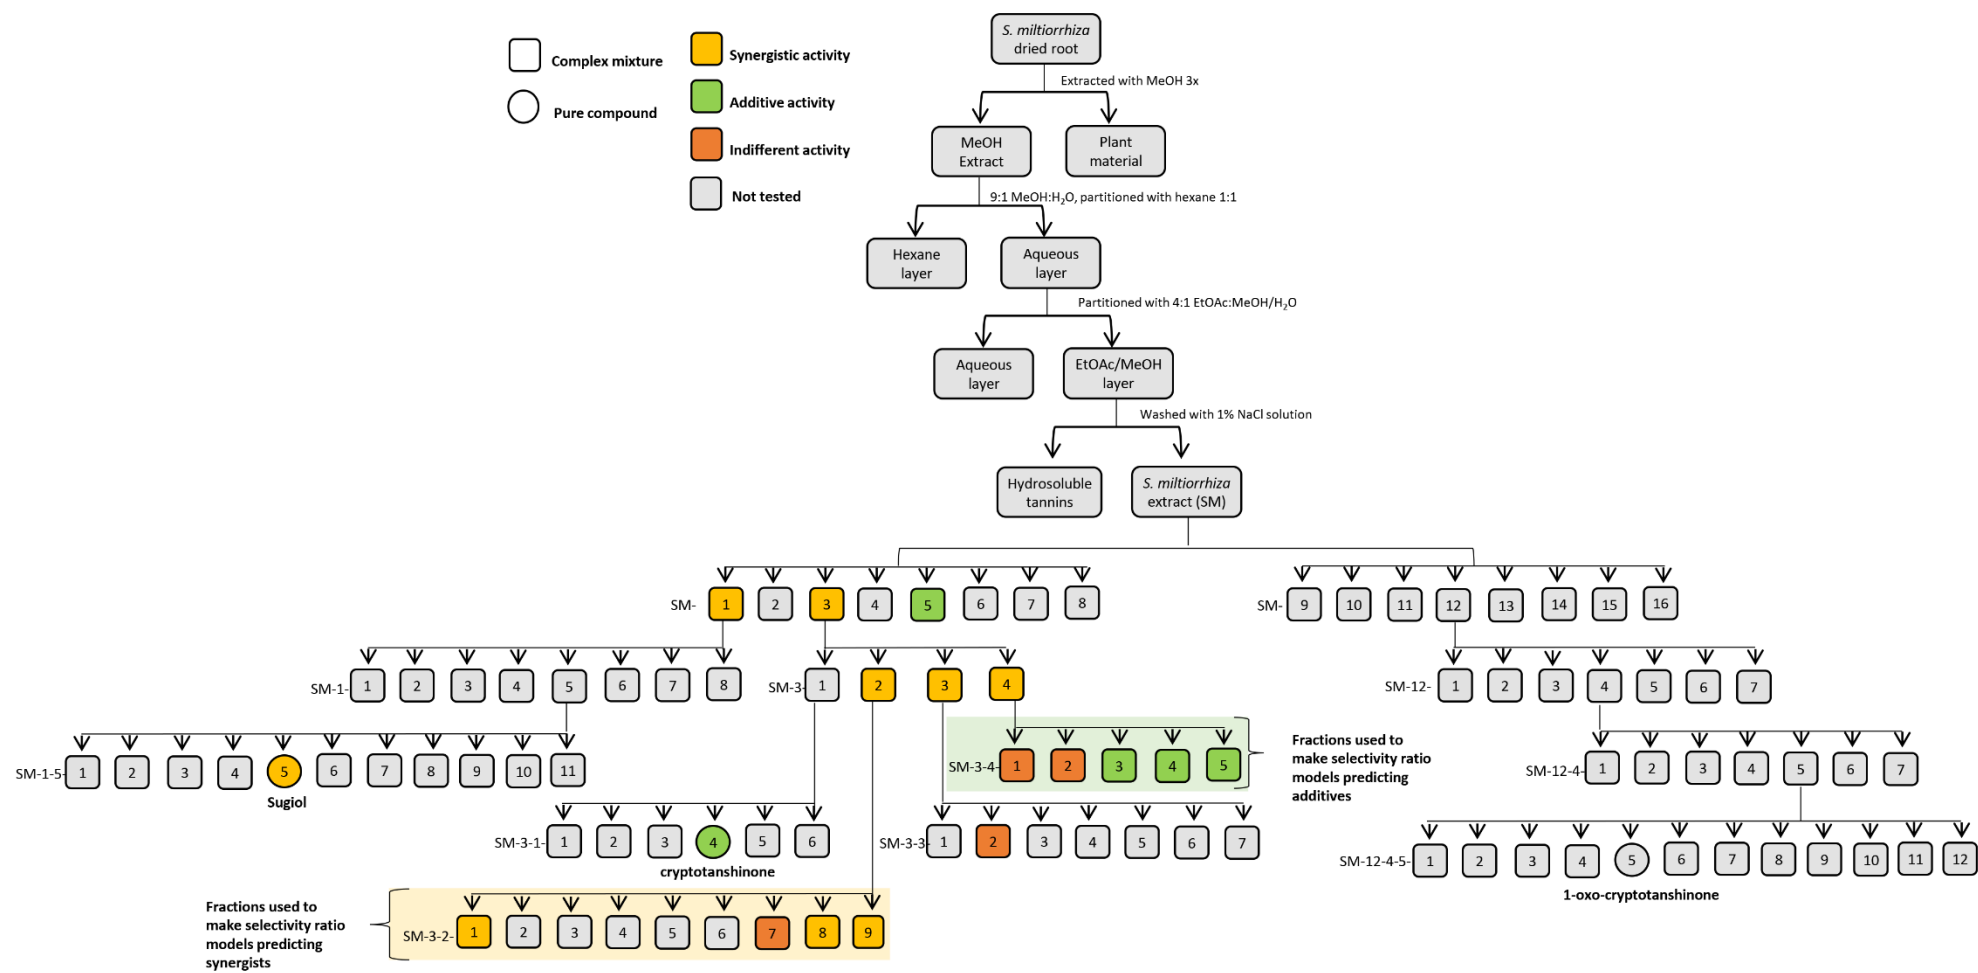 S. miltiorrhiza
dried root
Complex mixture
Pure compound
Synergistic activity
Additive activity
Indifferent activity
Not tested
Extracted with MeOH 3x
MeOH
Extract
Plant
material
9:1 MeOH:H₂O, partitioned with hexane 1:1
Hexane
layer
Aqueous
layer
Partitioned with 4:1 EtOAc:MeOH/H₂O
Aqueous
layer
EtOAc/MeOH
layer
Washed with 1% NaCl solution
Hydrosoluble
tannins
S. miltiorrhiza
extract (SM)
SM- 1 2 3 4 5 6 7 8
SM- 9 10 11 12 13 14 15 16
SM-1- 1 2 3 4 5 6 7 8
SM-3- 1 2 3 4
SM-12- 1 2 3 4 5 6 7
SM-1-5- 1 2 3 4 5 6 7 8 9 10 11
Sugiol
SM-3-4- 1 2 3 4 5
Fractions used to
make selectivity ratio
models predicting
additives
SM-12-4- 1 2 3 4 5 6 7
SM-3-1- 1 2 3 4 5 6
cryptotanshinone
SM-3-3- 1 2 3 4 5 6 7
SM-12-4-5- 1 2 3 4 5 6 7 8 9 10 11 12
1-oxo-cryptotanshinone
Fractions used to
make selectivity ratio
models predicting
synergists
SM-3-2- 1 2 3 4 5 6 7 8 9